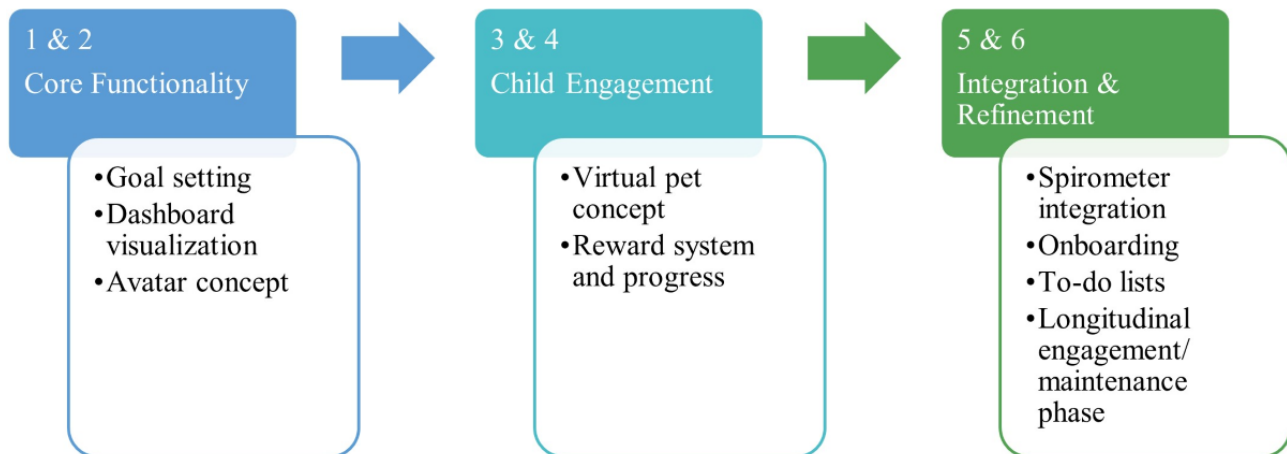 1 & 2
Core Functionality
•Goal setting
•Dashboard
visualization
•Avatar concept
3 & 4
Child Engagement
•Virtual pet
concept
•Reward system
and progress
5 & 6
Integration &
Refinement
•Spirometer
integration
•Onboarding
•To-do lists
•Longitudinal
engagement/
maintenance
phase